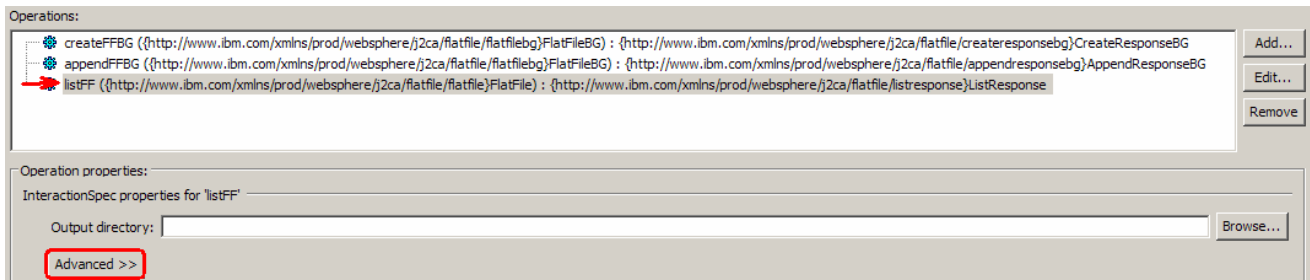 Operations:
createFFBG ({http://www.ibm.com/xmlns/prod/websphere/j2ca/flatfile/flatfilebg}FlatFileBG) : {http://www.ibm.com/xmlns/prod/websphere/j2ca/flatfile/createresponsebg}CreateResponseBG
Add...
appendFFBG ({http://www.ibm.com/xmlns/prod/websphere/j2ca/flatfile/flatfilebg}FlatFileBG) : {http://www.ibm.com/xmlns/prod/websphere/j2ca/flatfile/appendresponsebg}AppendResponseBG
Edit...
listFF ({http://www.ibm.com/xmlns/prod/websphere/j2ca/flatfile/flatfile}FlatFile) : {http://www.ibm.com/xmlns/prod/websphere/j2ca/flatfile/listresponse}ListResponse
Remove
Operation properties:
InteractionSpec properties for 'listFF'
Output directory:
Browse...
Advanced >>